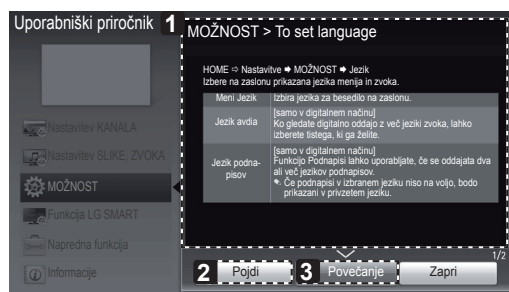 Uporabniški priročnik
1
MOŽNOST > To set language
HOME ⇨ Nastavitve ➡ MOŽNOST ➡ Jezik
Izbere na zaslonu prikazana jezika menija in zvoka.
Meni Jezik
Izbira jezika za besedilo na zaslonu.
Jezik avdia
[samo v digitalnem načinu]
Ko gledate digitalno oddajo z več jeziki zvoka, lahko
izberete tistega, ki ga želite.
Jezik podna-
pisov
[samo v digitalnem načinu]
Funkcijo Podnapisi lahko uporabljate, če se oddajata dva
ali več jezikov podnapisov.
Če podnapisi v izbranem jeziku niso na voljo, bodo
prikazani v privzetem jeziku.
Nastavitev KANALA
Nastavitev SLIKE, ZVOKA
MOŽNOST
Funkcija LG SMART
Napredna funkcija
Informacije
1/2
2
Pojdi
3
Povečanje
Zapri